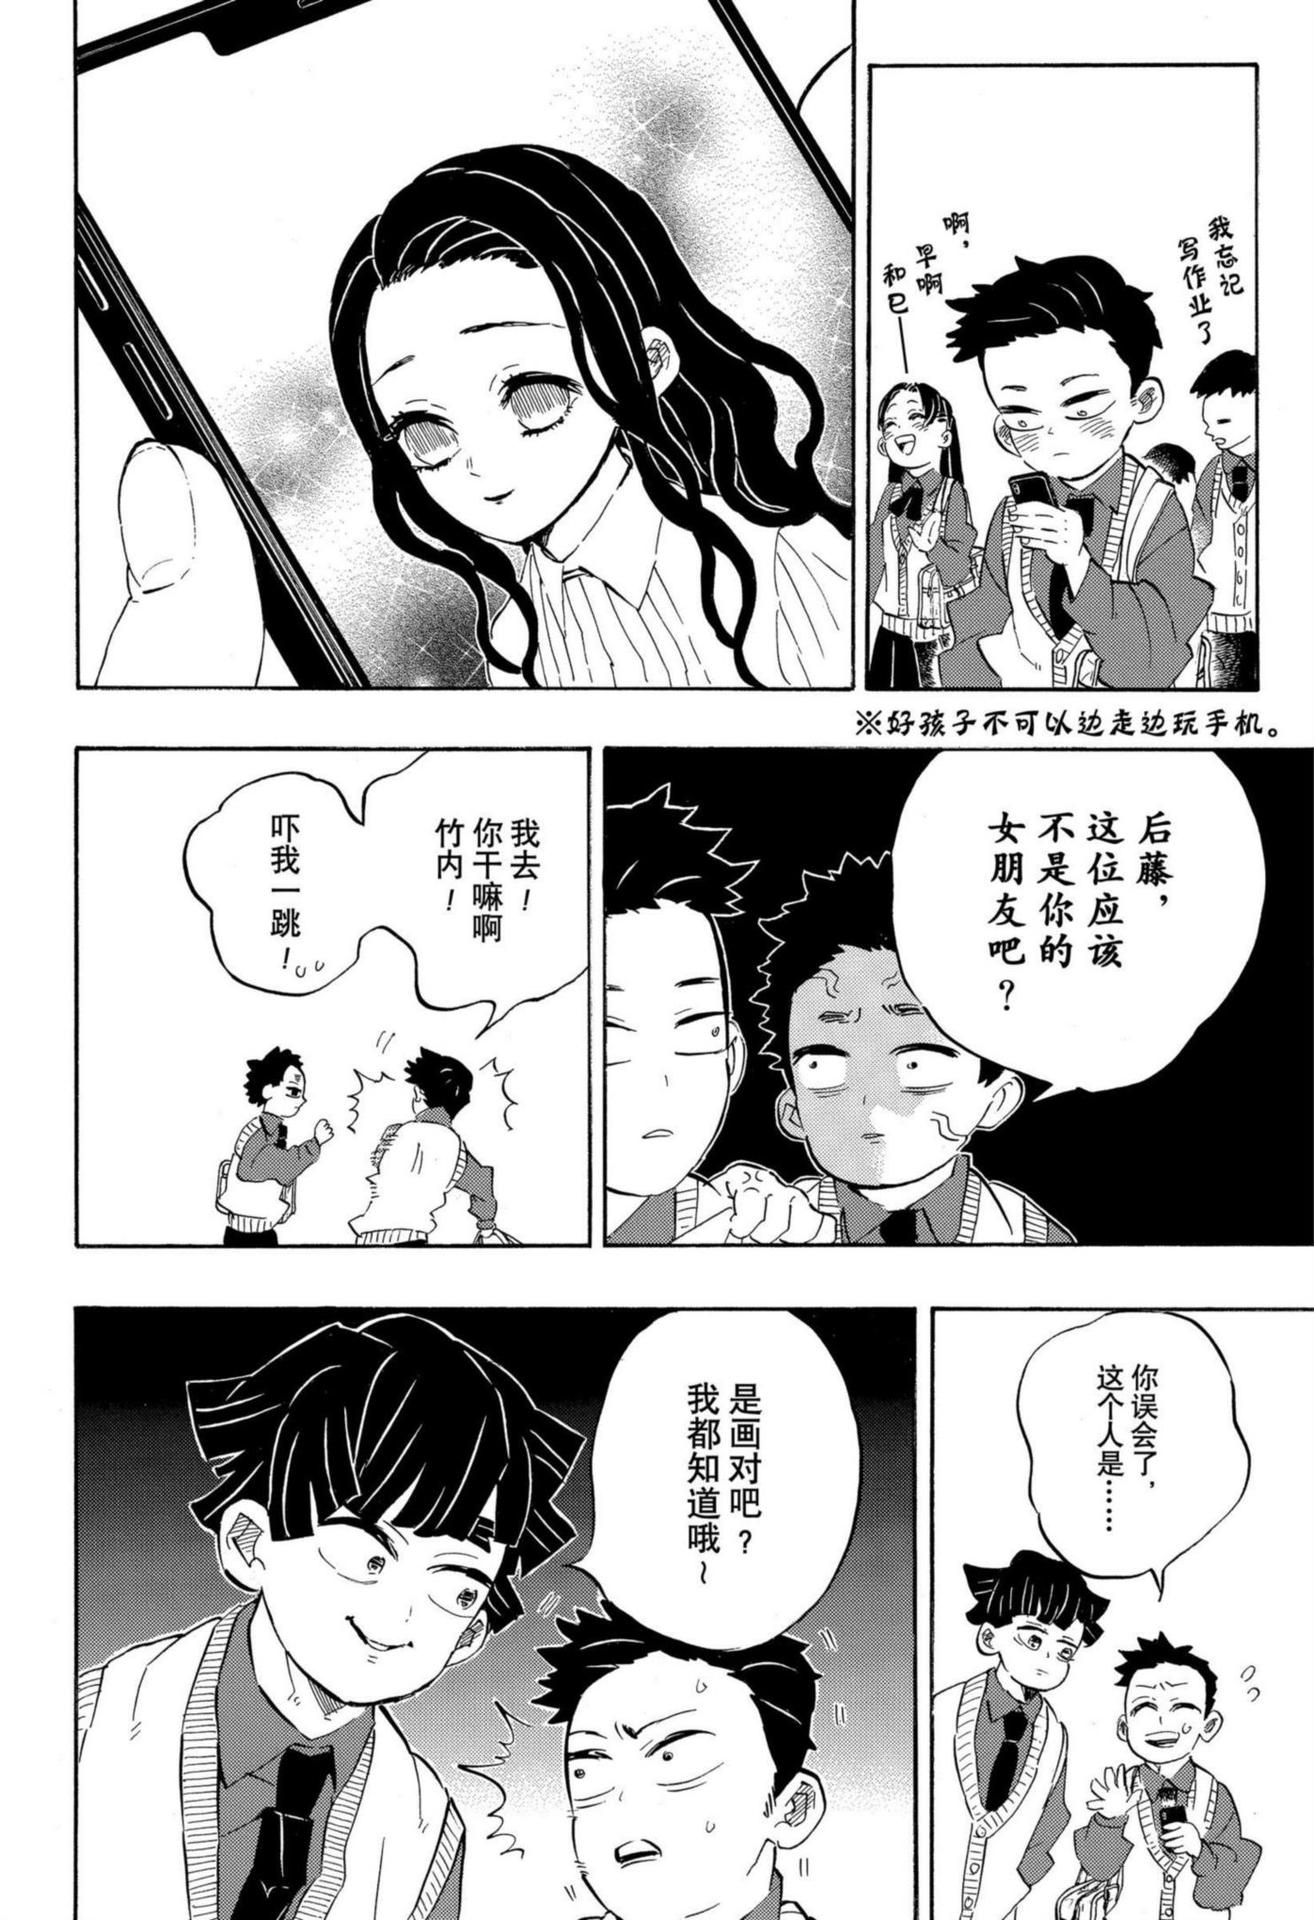 我忘记
写作业了
啊，
早啊
和巳——
※好孩子不可以边走边玩手机。
后藤，
这位应该
不是你的
女朋友吧？
我去！
你干嘛啊
竹内！
吓我一跳！
你误会了，
这个人是……
是画对吧？
我都知道哦~